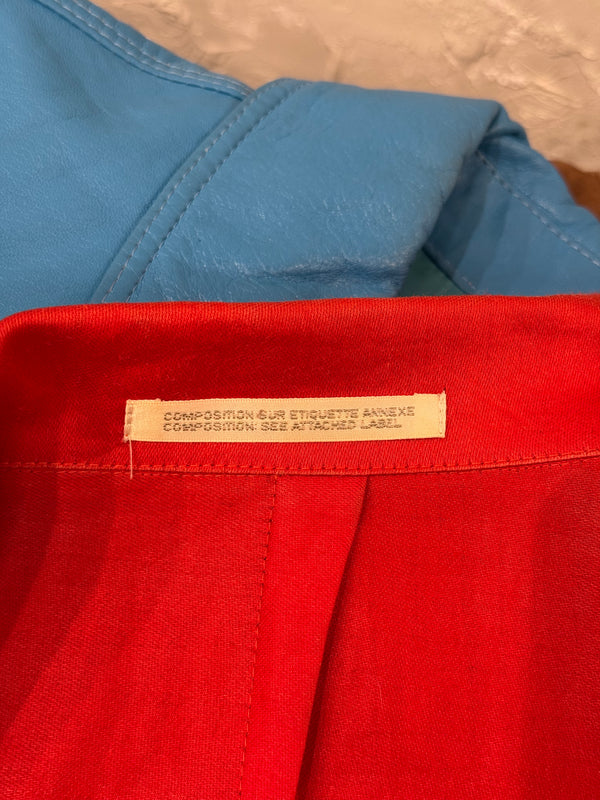 COMPOSITION SUR ETIQUETTE ANNEXE
COMPOSITION: SEE ATTACHED LABEL